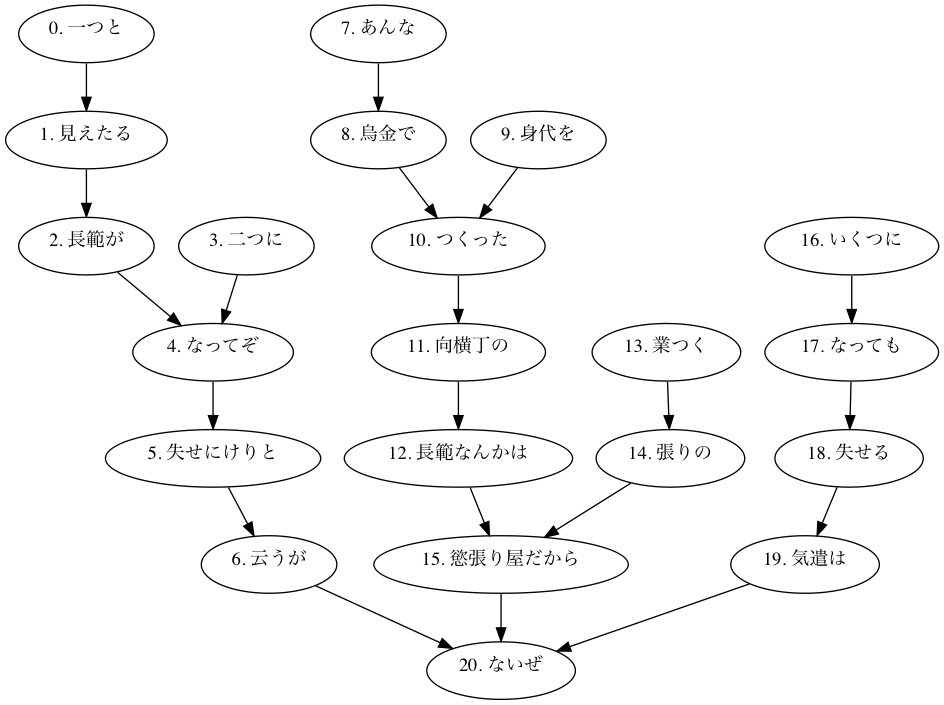 0. 一つと
1. 見えたる
2. 長範が
3. 二つに
4. なってぞ
5. 失せにけりと
6. 云うが
7. あんな
8. 烏金で
9. 身代を
10. つくった
11. 向横丁の
12. 長範なんかは
13. 業つく
14. 張りの
15. 慾張り屋だから
16. いくつに
17. なっても
18. 失せる
19. 気遣は
20. ないぜ